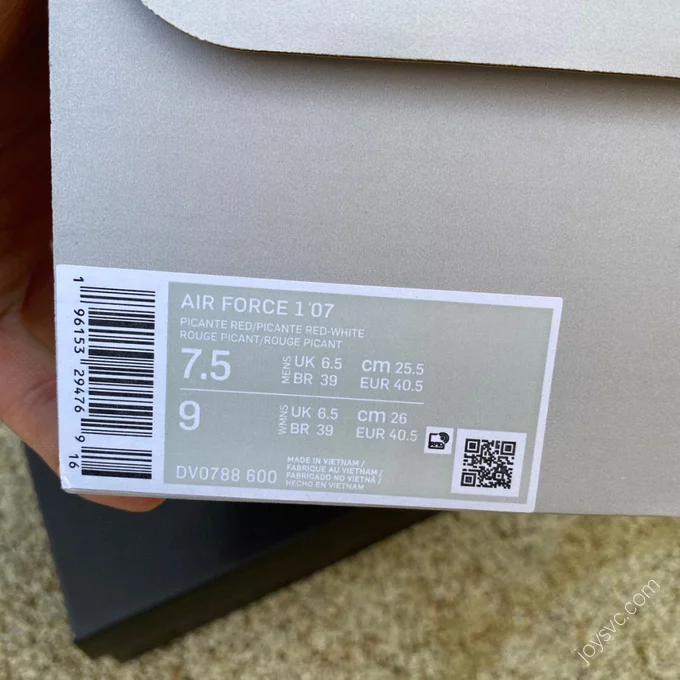 AIR FORCE 1 '07
PICANTE RED/PICANTE RED-WHITE
ROUGE PICANT/ROUGE PICANT
7.5 MENS UK 6.5 cm 25.5
BR 39 EUR 40.5
9 WMNS UK 6.5 cm 26
BR 39 EUR 40.5
DV0788 600
MADE IN VIETNAM /
FABRIQUE AU VIETNAM /
FABRICADO NO VIETNÃ /
HECHO EN VIETNAM
1 96153 29476 9 16
joysvc.com